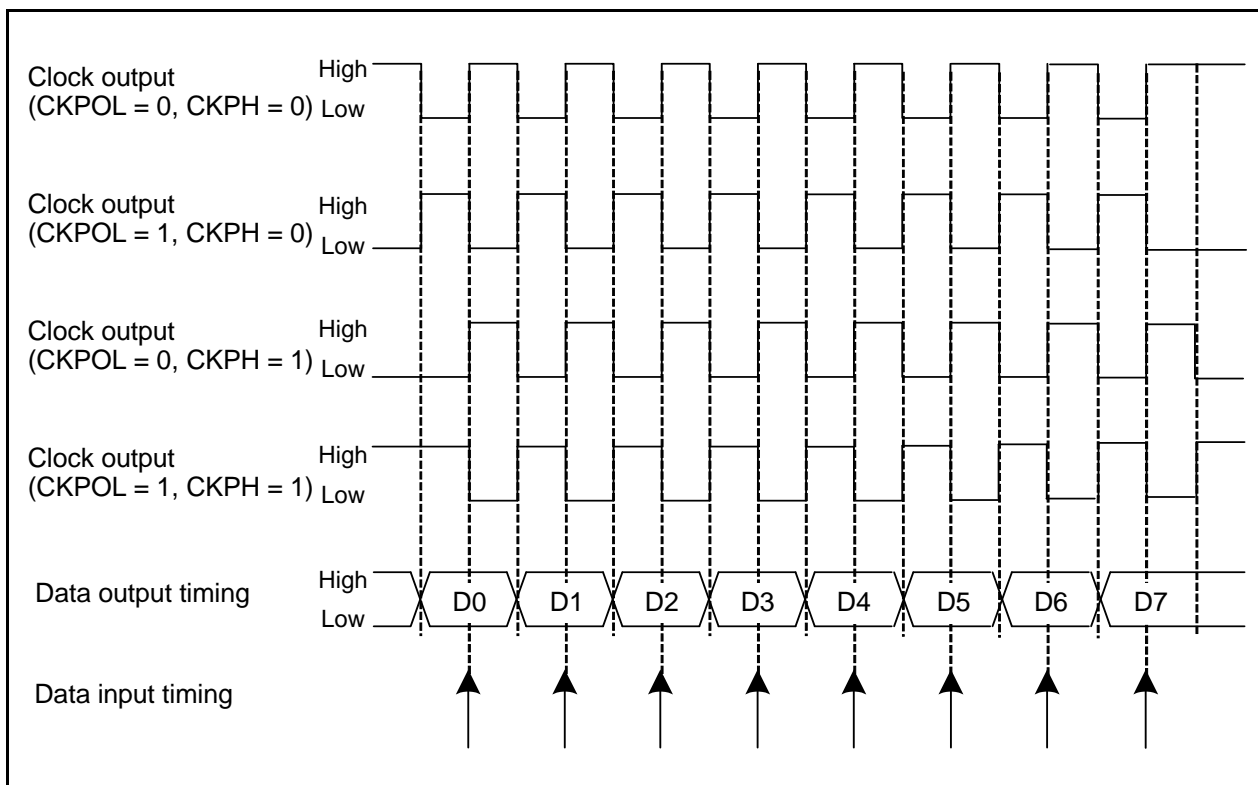 Clock output
(CKPOL = 0, CKPH = 0)
High
Low
Clock output
(CKPOL = 1, CKPH = 0)
High
Low
Clock output
(CKPOL = 0, CKPH = 1)
High
Low
Clock output
(CKPOL = 1, CKPH = 1)
High
Low
Data output timing
High
Low
D0 D1 D2 D3 D4 D5 D6 D7
Data input timing